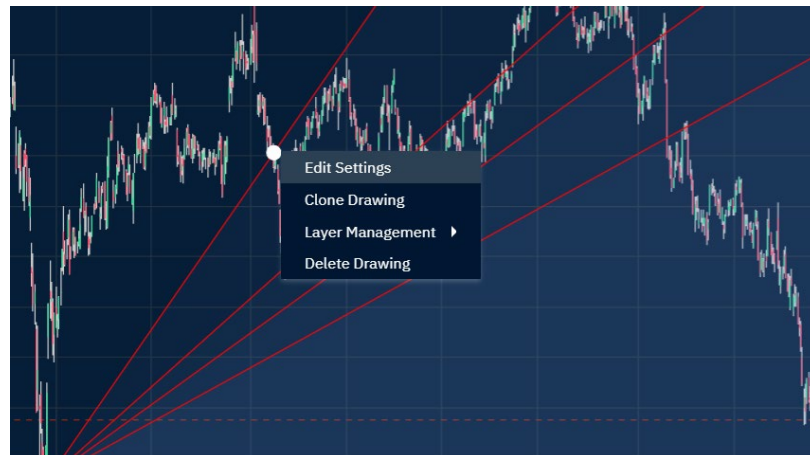 Edit Settings
Clone Drawing
Layer Management
Delete Drawing